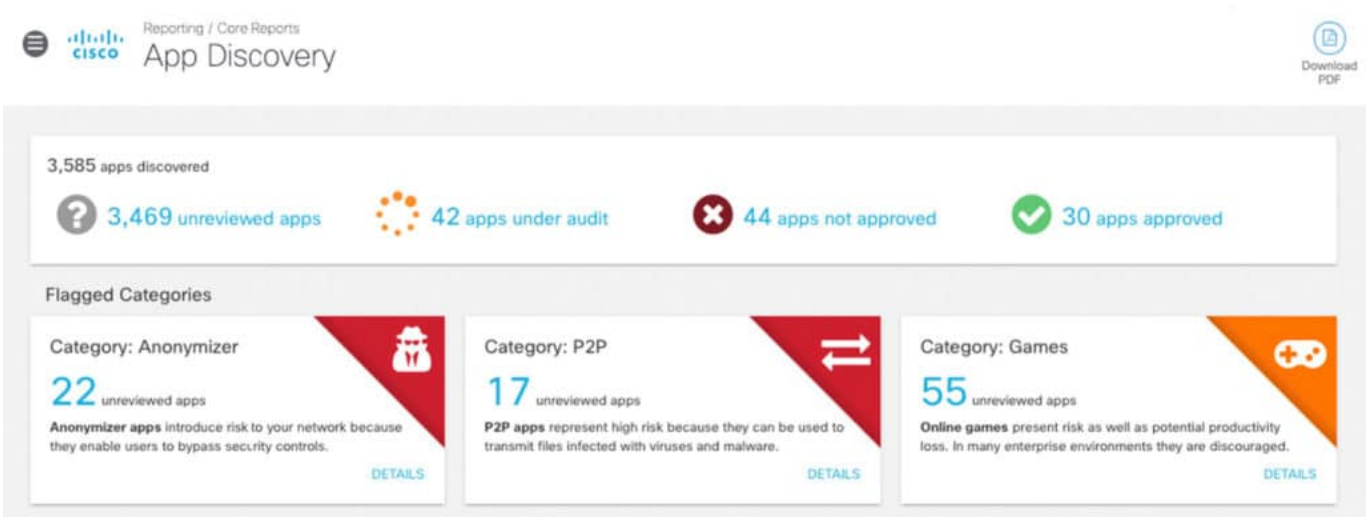 Reporting / Core Reports
cisco
App Discovery
Download
PDF
3,585 apps discovered
3,469 unreviewed apps
42 apps under audit
44 apps not approved
30 apps approved
Flagged Categories
Category: Anonymizer
22 unreviewed apps
Anonymizer apps introduce risk to your network because
they enable users to bypass security controls.
DETAILS
Category: P2P
17 unreviewed apps
P2P apps represent high risk because they can be used to
transmit files infected with viruses and malware.
DETAILS
Category: Games
55 unreviewed apps
Online games present risk as well as potential productivity
loss. In many enterprise environments they are discouraged.
DETAILS